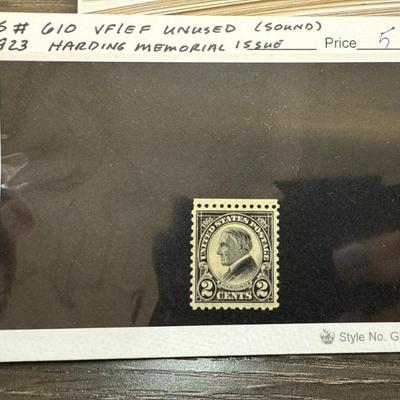 S# 610 VF/EF UNUSED (SOUND)
923 HARDING MEMORIAL ISSUE Price 5
UNITED STATES POSTAGE
HARDING
2 CENTS 2
Style No. G